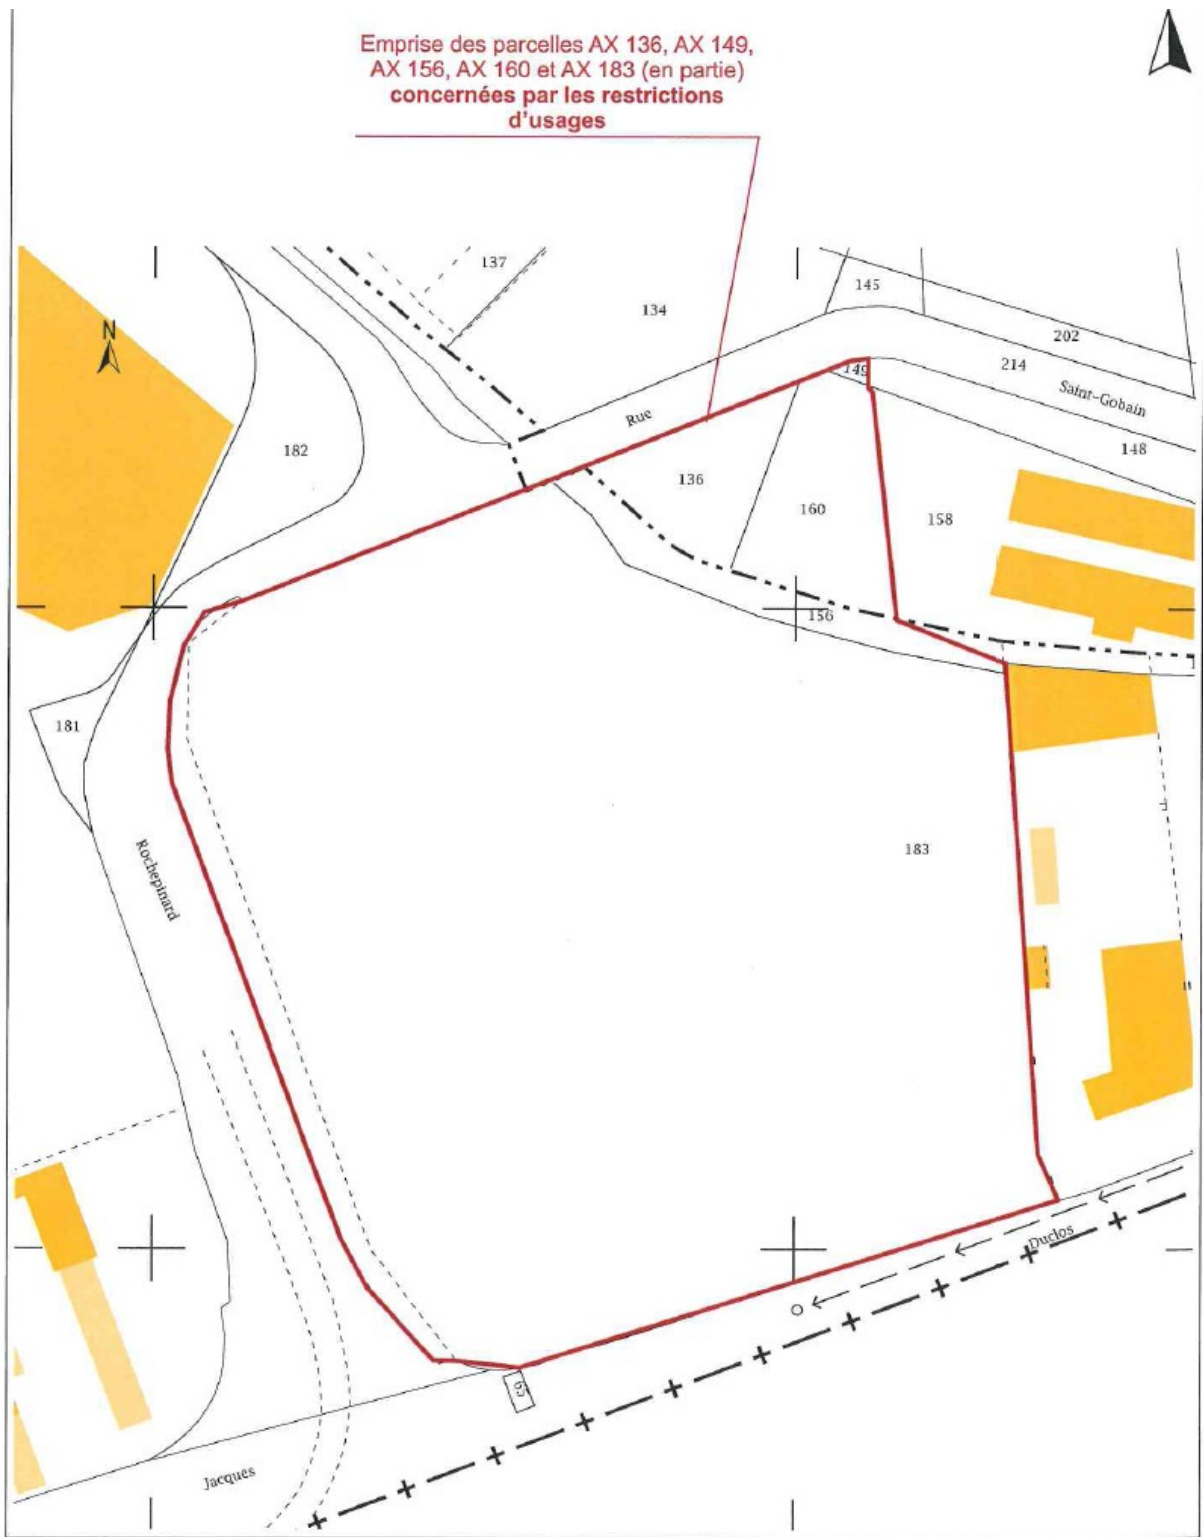 Emprise des parcelles AX 136, AX 149,
AX 156, AX 160 et AX 183 (en partie)
concernées par les restrictions
d'usages
137
145
134
202
N
214
149
Saint-Gobain
Rue
182
148
136
160
158
156
181
183
Rochepinard
Duclos
65
Jacques